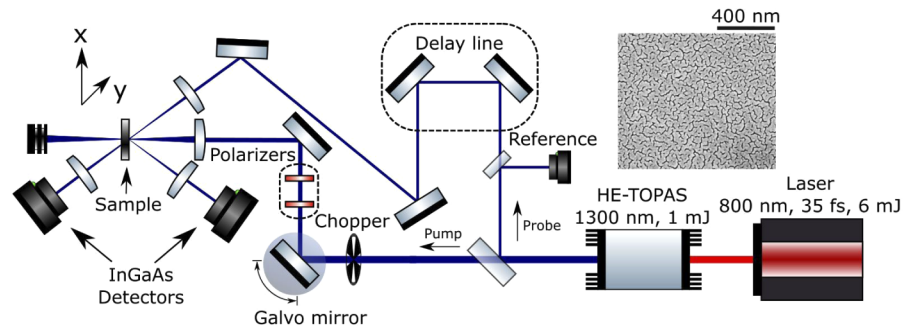 400 nm
x
y
Delay line
Reference
Polarizers
Sample
Chopper
HE-TOPAS
1300 nm, 1 mJ
Laser
800 nm, 35 fs, 6 mJ
Pump
Probe
InGaAs
Detectors
Galvo mirror